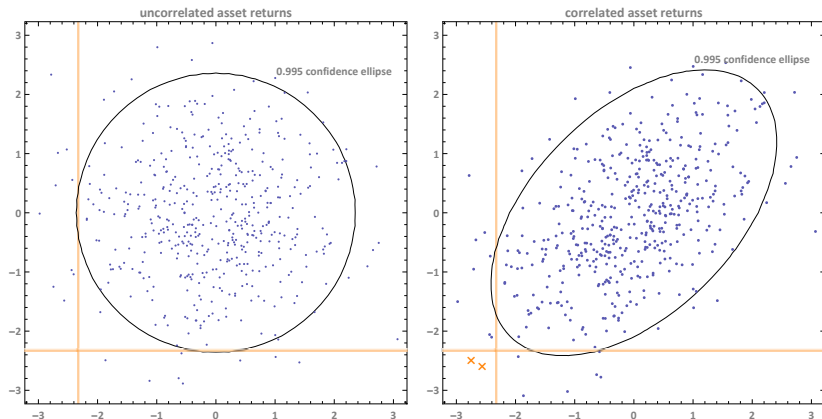 uncorrelated asset returns
correlated asset returns
0.995 confidence ellipse
0.995 confidence ellipse
3
2
1
0
−1
−2
−3
3
2
1
0
−1
−2
−3
−3 −2 −1 0 1 2 3
−3 −2 −1 0 1 2 3